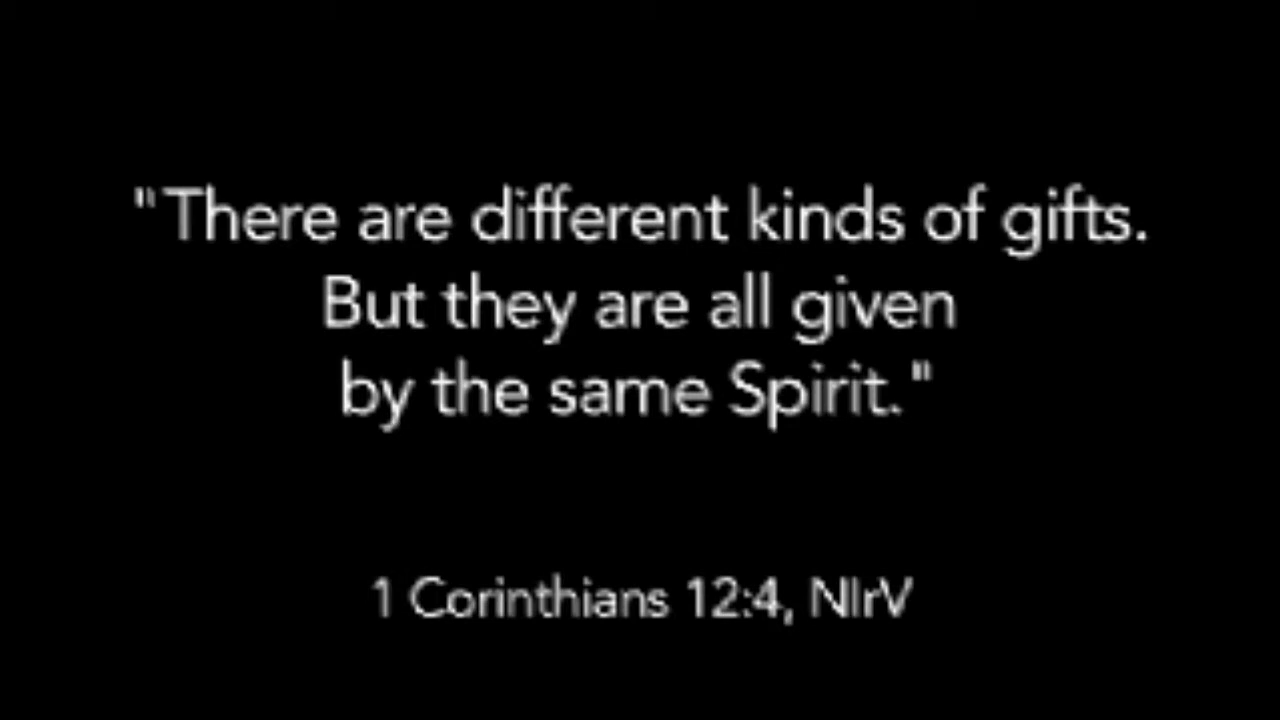 "There are different kinds of gifts.
But they are all given
by the same Spirit."
1 Corinthians 12:4, NIrV